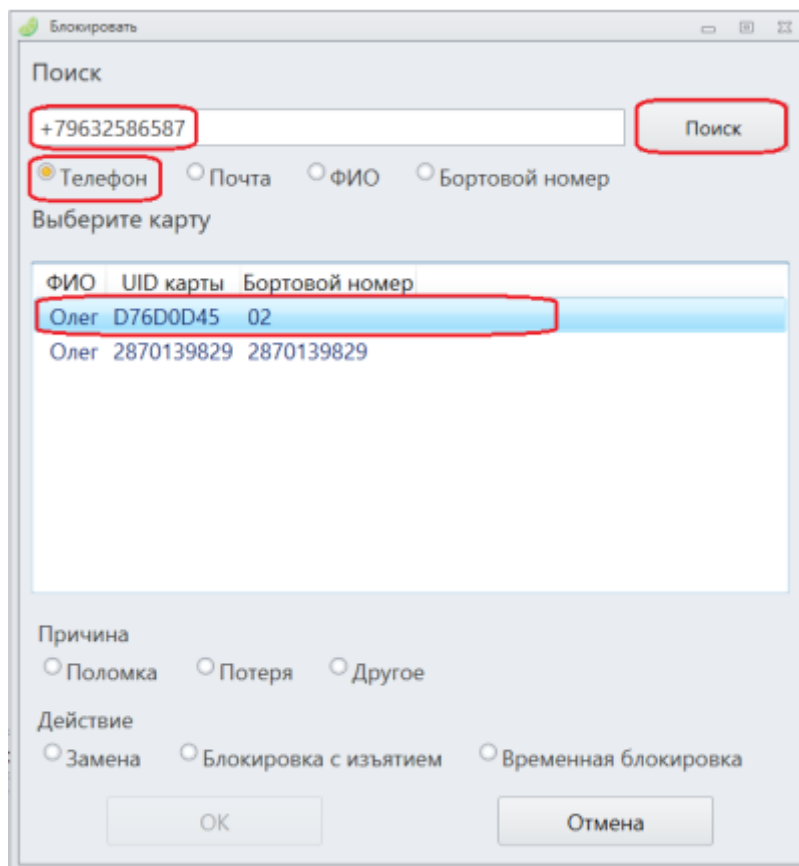 Блокировать
Поиск
+79632586587 Поиск
Телефон Почта ФИО Бортовой номер
Выберите карту
ФИО UID карты Бортовой номер
Олег D76D0D45 02
Олег 2870139829 2870139829
Причина
Поломка Потеря Другое
Действие
Замена Блокировка с изъятием Временная блокировка
ОК Отмена